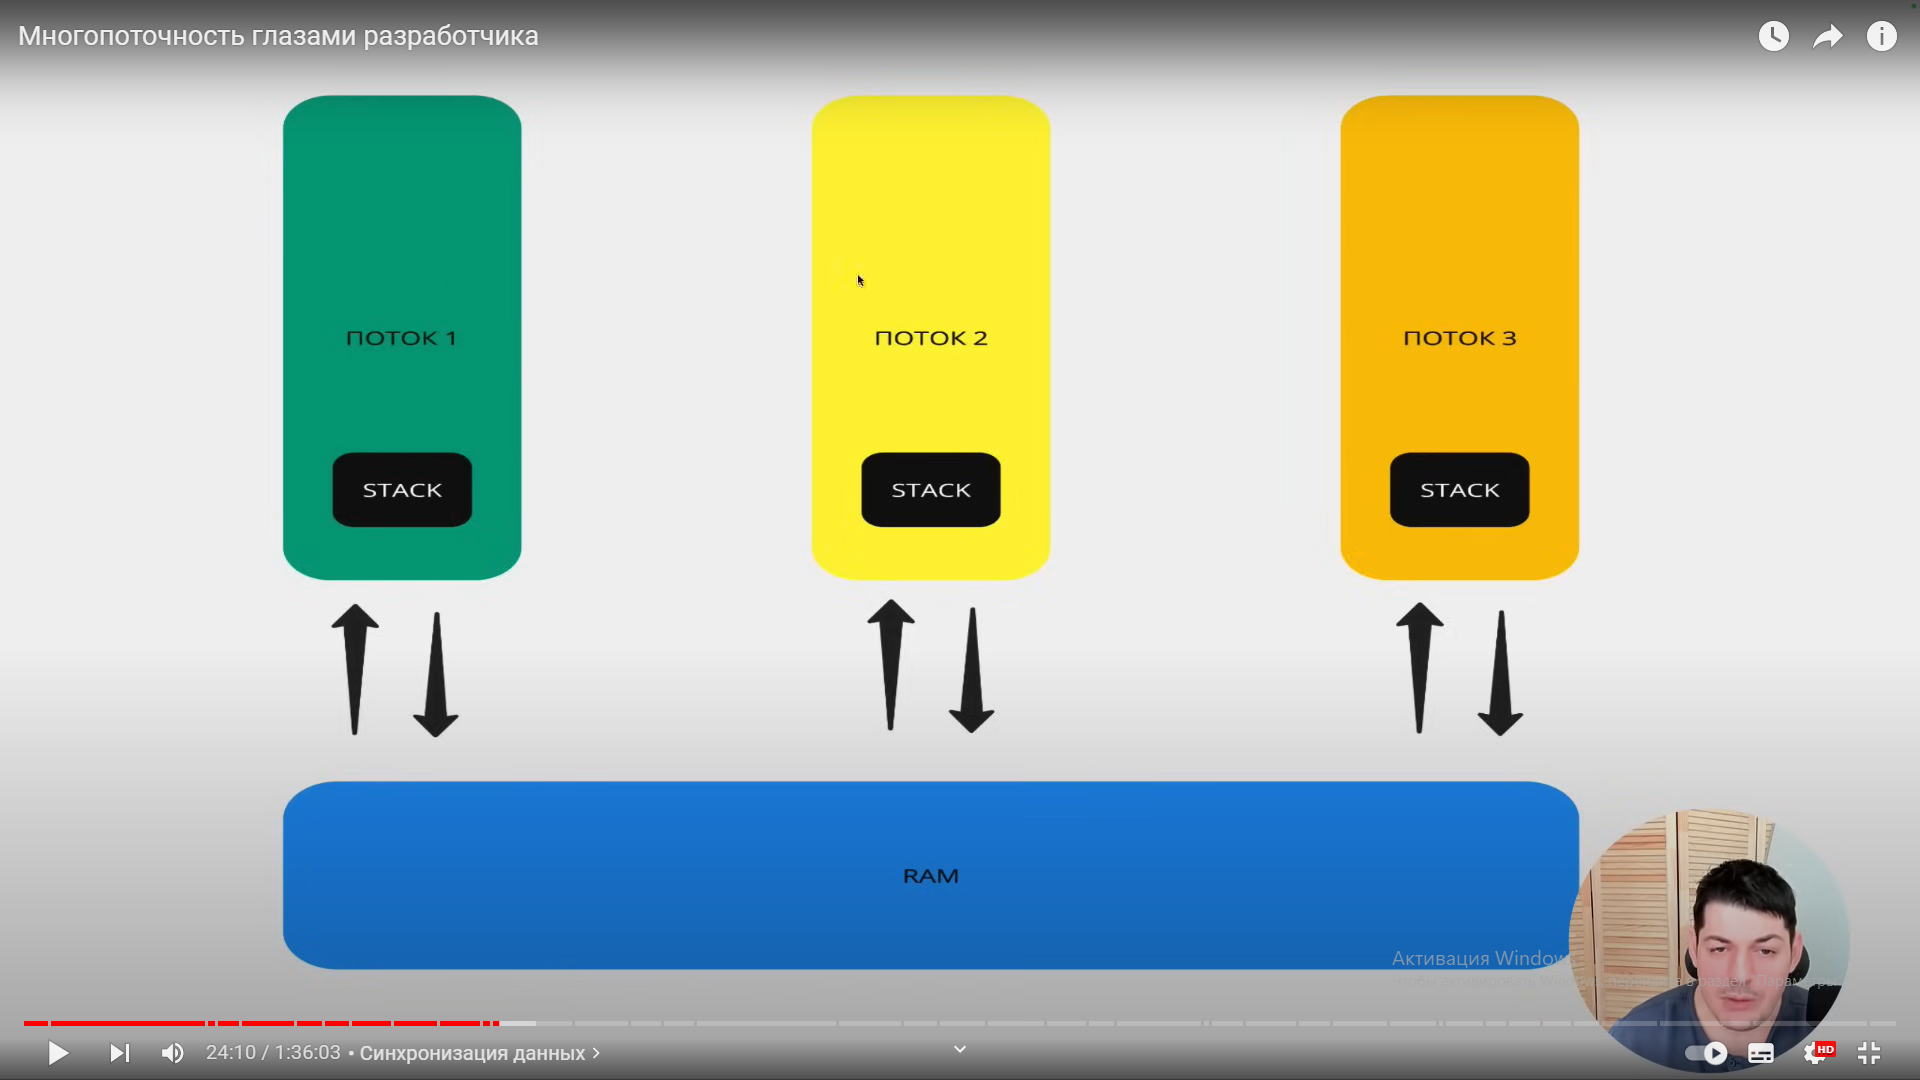 Многопоточность глазами разработчика
ПОТОК 1
ПОТОК 2
ПОТОК 3
STACK
STACK
STACK
RAM
Активация Window
24:10 / 1:36:03 • Синхронизация данных
HD